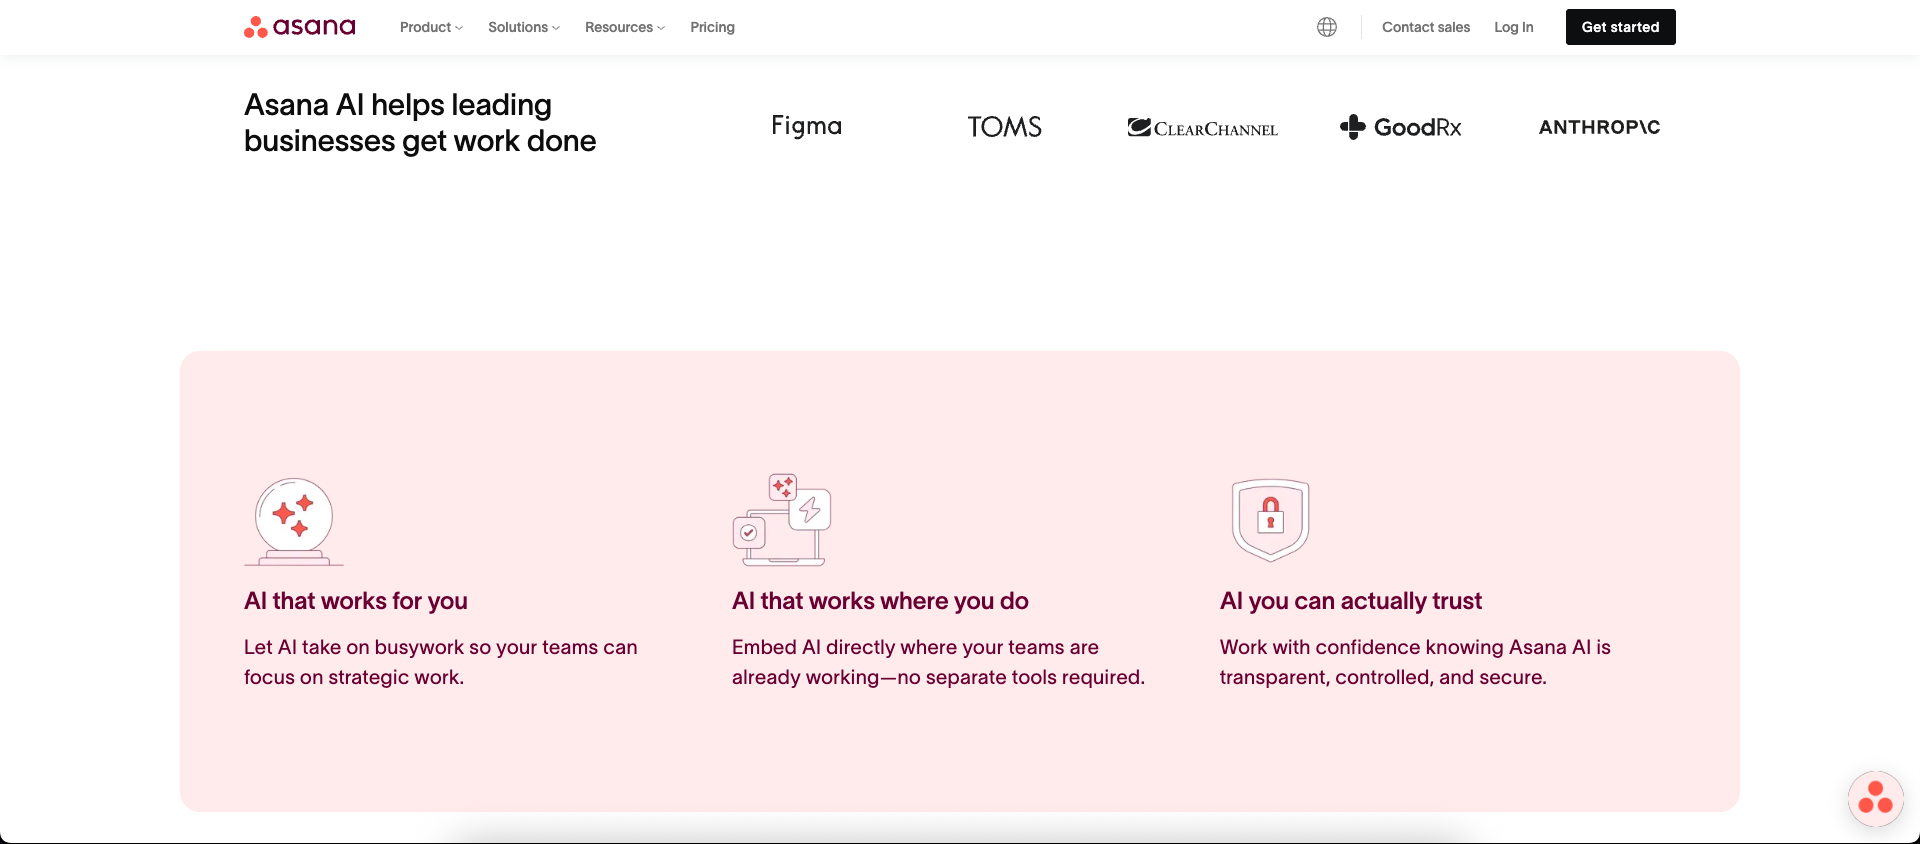 asana
Product
Solutions
Resources
Pricing
Contact sales
Log In
Get started
Asana AI helps leading
businesses get work done
Figma
TOMS
CLEARCHANNEL
GoodRx
ANTHROP\C
AI that works for you
Let AI take on busywork so your teams can
focus on strategic work.
AI that works where you do
Embed AI directly where your teams are
already working—no separate tools required.
AI you can actually trust
Work with confidence knowing Asana AI is
transparent, controlled, and secure.